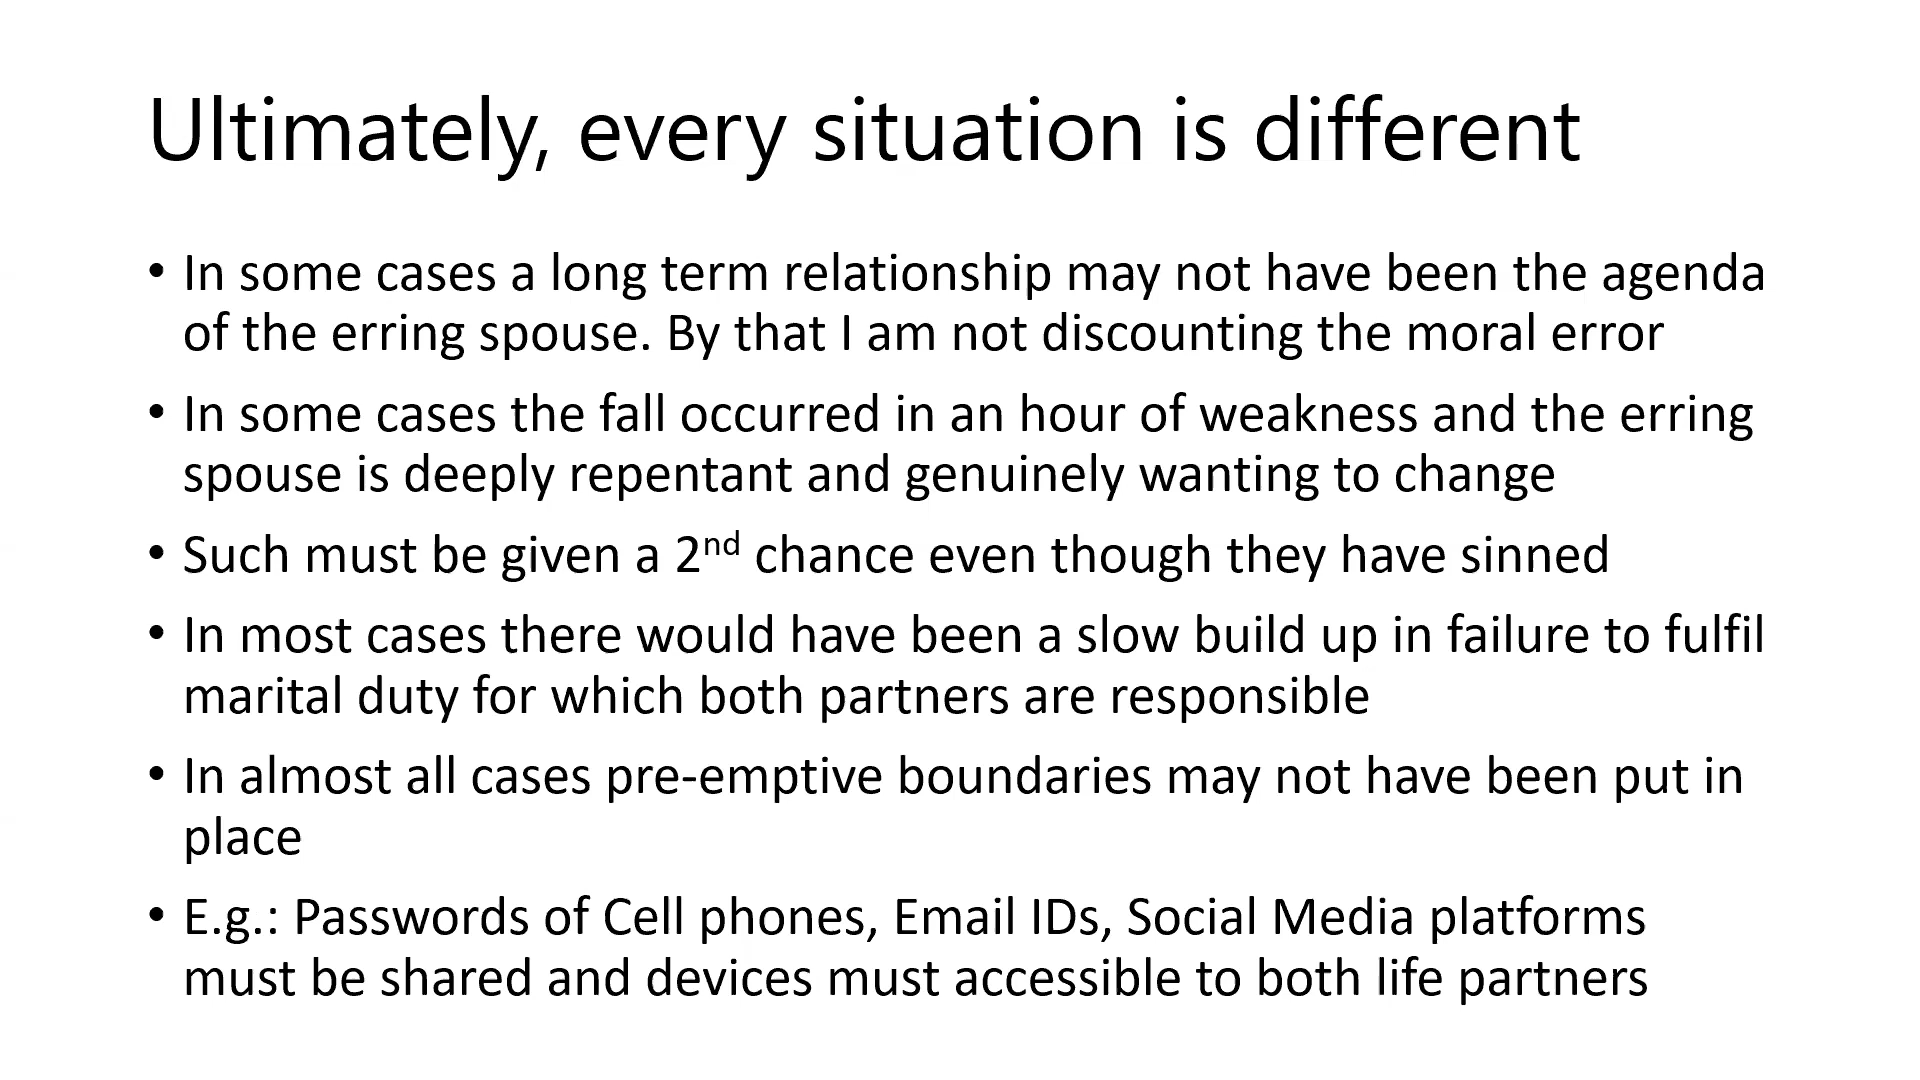 Ultimately, every situation is different
• In some cases a long term relationship may not have been the agenda
of the erring spouse. By that I am not discounting the moral error
• In some cases the fall occurred in an hour of weakness and the erring
spouse is deeply repentant and genuinely wanting to change
• Such must be given a 2nd chance even though they have sinned
• In most cases there would have been a slow build up in failure to fulfil
marital duty for which both partners are responsible
• In almost all cases pre-emptive boundaries may not have been put in
place
• E.g.: Passwords of Cell phones, Email IDs, Social Media platforms
must be shared and devices must accessible to both life partners